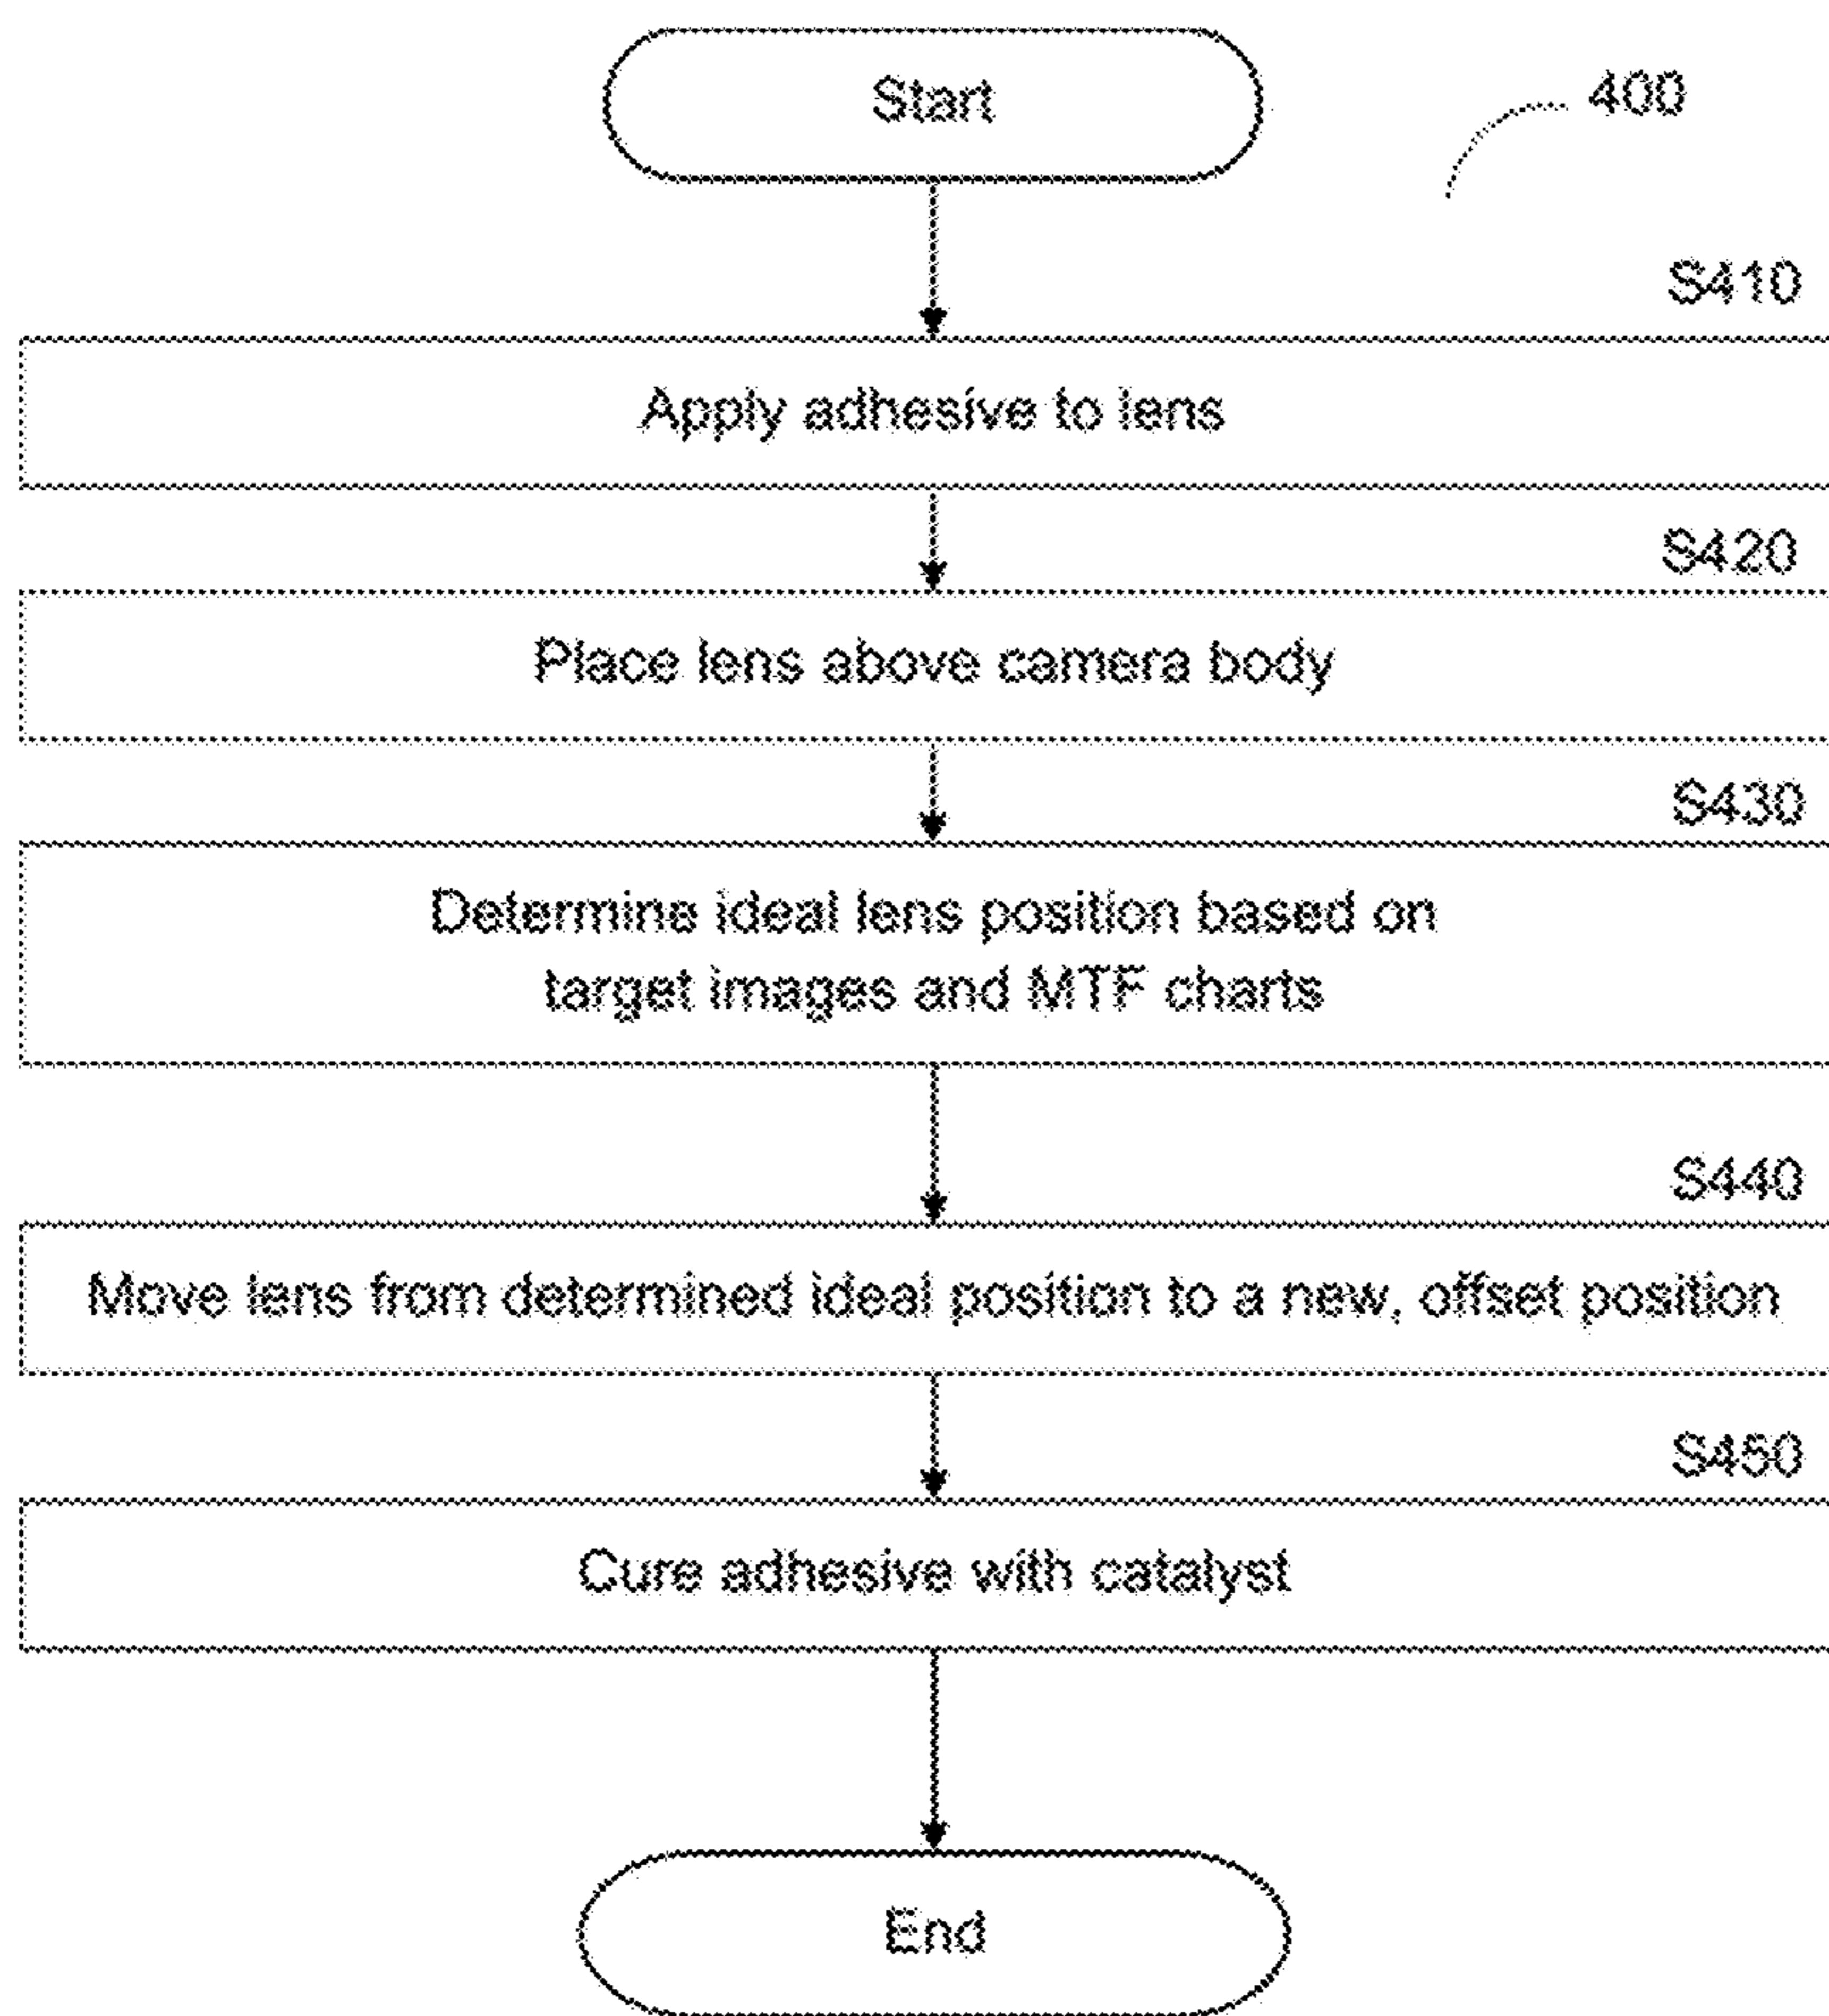 Start
400
S410
Apply adhesive to lens
S420
Place lens above camera body
S430
Determine ideal lens position based on
target images and MTF charts
S440
Move lens from determined ideal position to a new, offset position
S450
Cure adhesive with catalyst
End